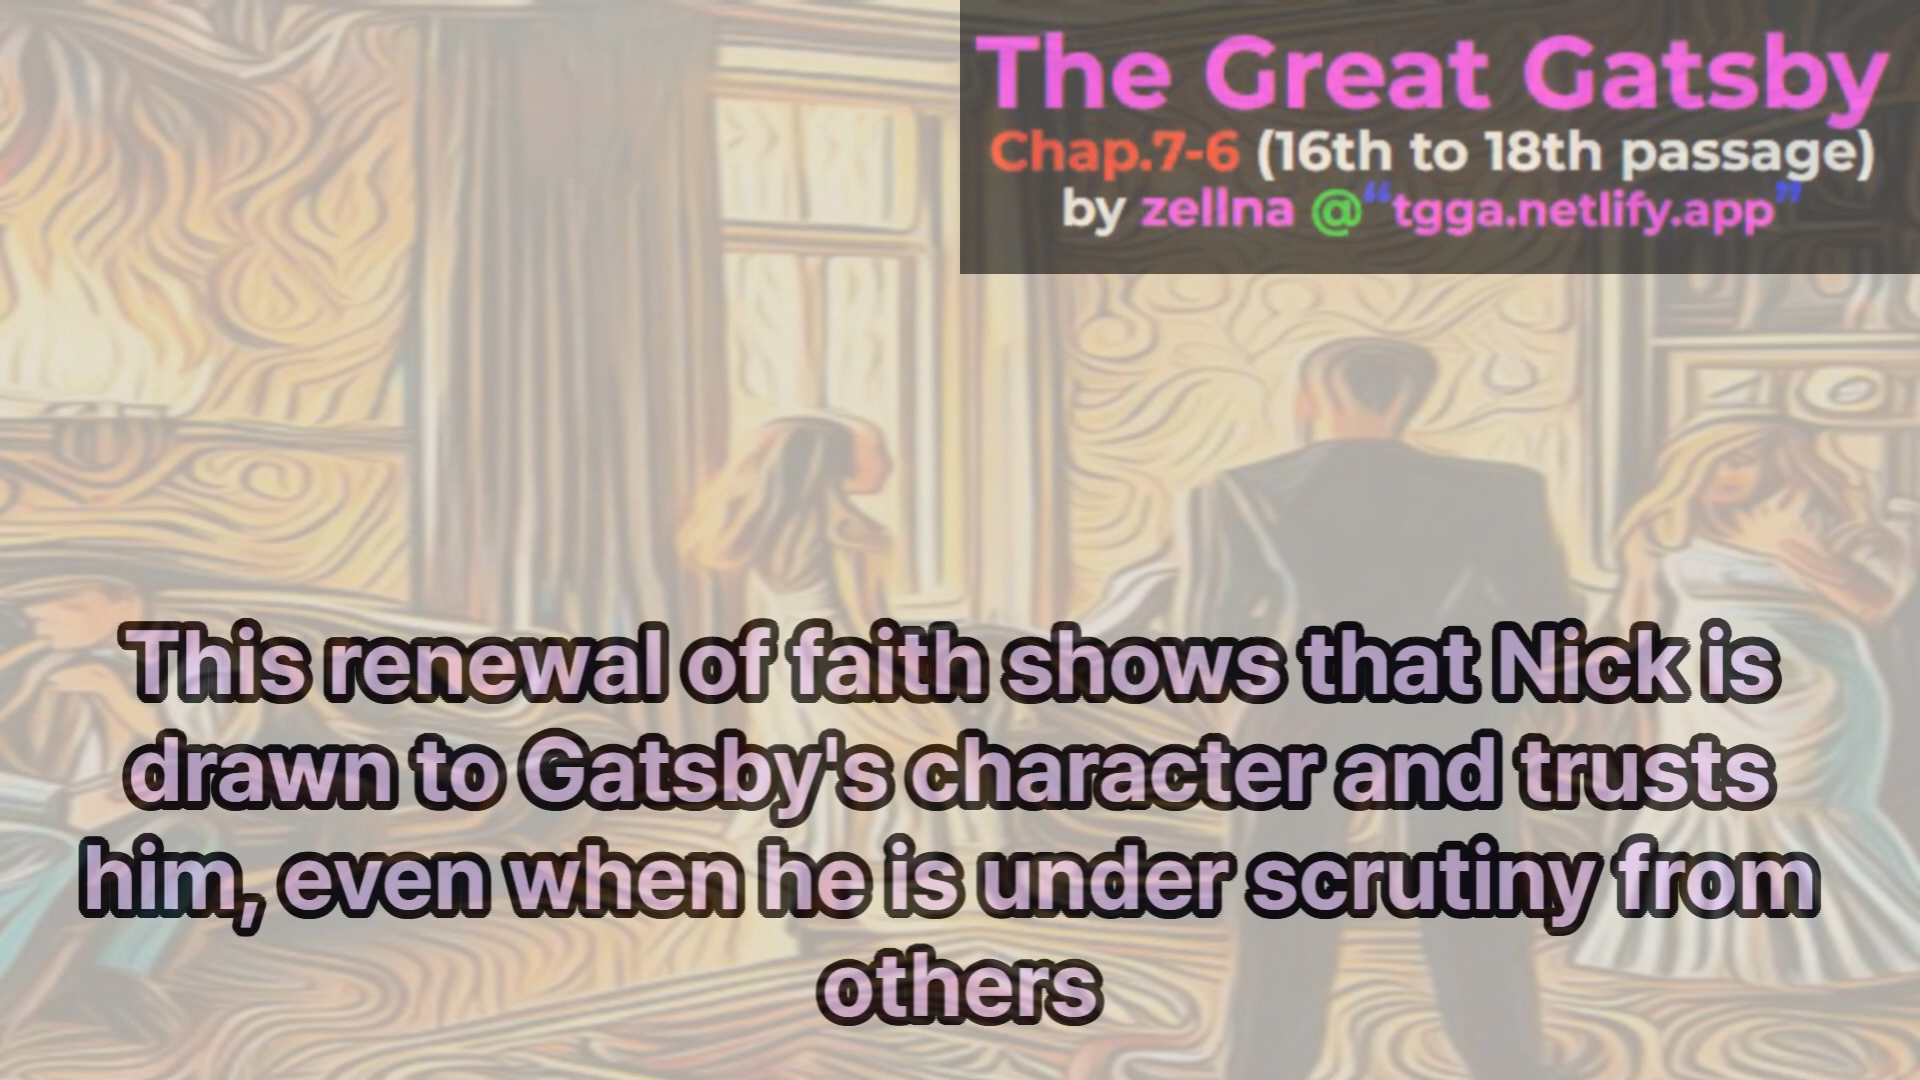 The Great Gatsby
Chap.7-6 (16th to 18th passage)
by zellna @“tgga.netlify.app”
This renewal of faith shows that Nick is
drawn to Gatsby's character and trusts
him, even when he is under scrutiny from
others